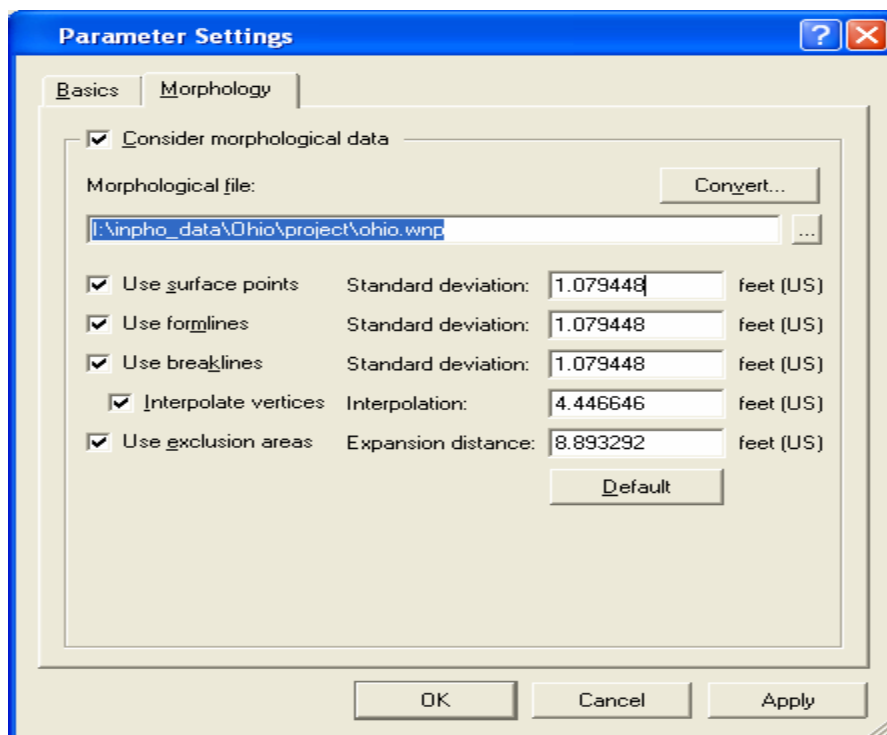 Parameter Settings
Basics Morphology
Consider morphological data
Morphological file: Convert...
I:\inpho_data\Ohio\project\ohio.wnp ...
Use surface points Standard deviation: 1.079448 feet (US)
Use formlines Standard deviation: 1.079448 feet (US)
Use breaklines Standard deviation: 1.079448 feet (US)
Interpolate vertices Interpolation: 4.446646 feet (US)
Use exclusion areas Expansion distance: 8.893292 feet (US)
Default
OK Cancel Apply